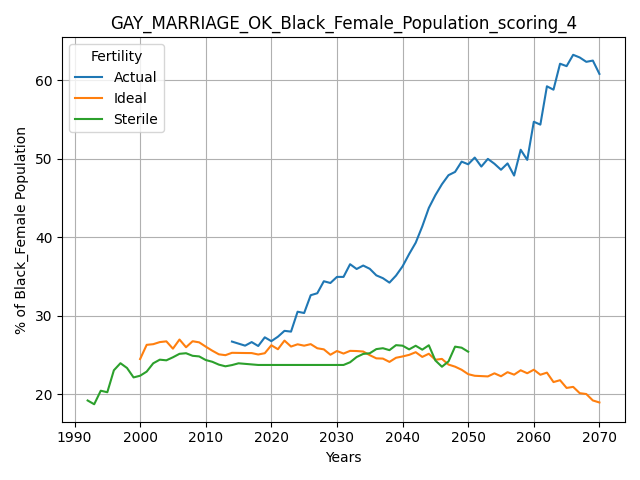 GAY_MARRIAGE_OK_Black_Female_Population_scoring_4
Fertility
Actual
Ideal
Sterile
% of Black_Female Population
60
50
40
30
20
1990 2000 2010 2020 2030 2040 2050 2060 2070
Years